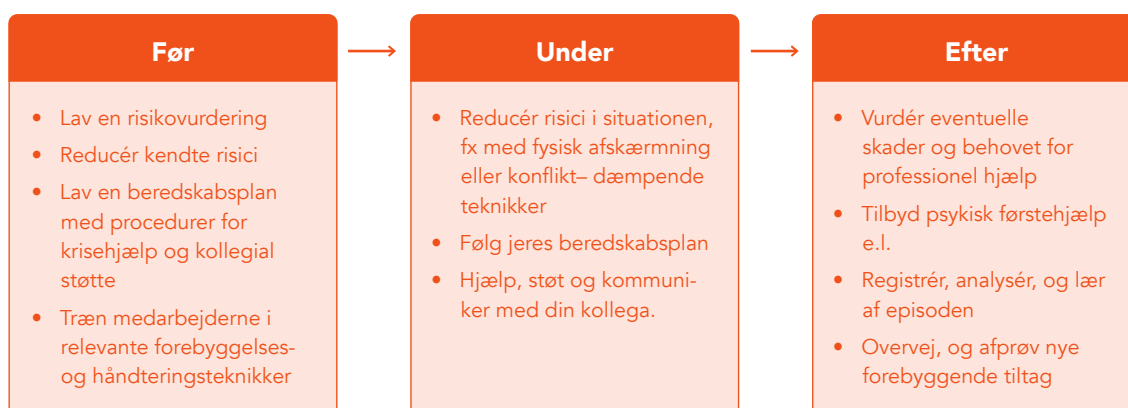 Før
• Lav en risikovurdering
• Reducér kendte risici
• Lav en beredskabsplan
med procedurer for
krisehjælp og kollegial
støtte
• Træn medarbejderne i
relevante forebyggelses-
og håndteringsteknikker
Under
• Reducér risici i situationen,
fx med fysisk afskærmning
eller konflikt– dæmpende
teknikker
• Følg jeres beredskabsplan
• Hjælp, støt og kommuni-
ker med din kollega.
Efter
• Vurdér eventuelle
skader og behovet for
professionel hjælp
• Tilbyd psykisk førstehjælp
e.l.
• Registrér, analysér, og lær
af episoden
• Overvej, og afprøv nye
forebyggende tiltag